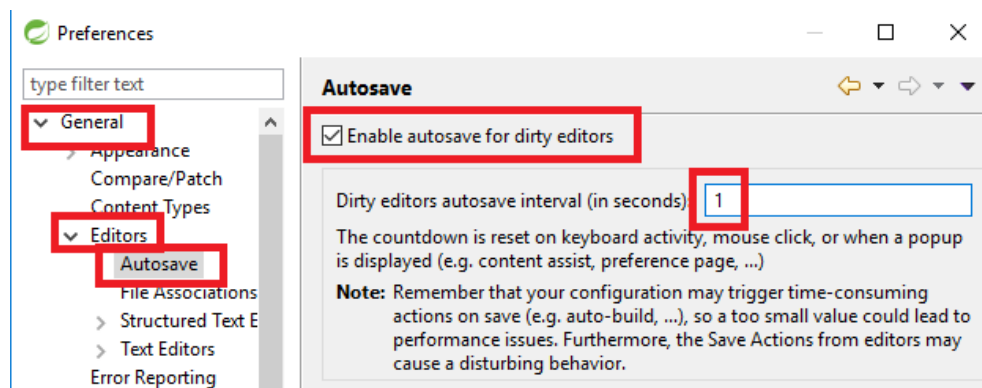 Preferences
type filter text
General
Appearance
Compare/Patch
Content Types
Editors
Autosave
File Associations
Structured Text E
Text Editors
Error Reporting
Autosave
Enable autosave for dirty editors
Dirty editors autosave interval (in seconds): 1
The countdown is reset on keyboard activity, mouse click, or when a popup
is displayed (e.g. content assist, preference page, ...)
Note: Remember that your configuration may trigger time-consuming
actions on save (e.g. auto-build, ...), so a too small value could lead to
performance issues. Furthermore, the Save Actions from editors may
cause a disturbing behavior.